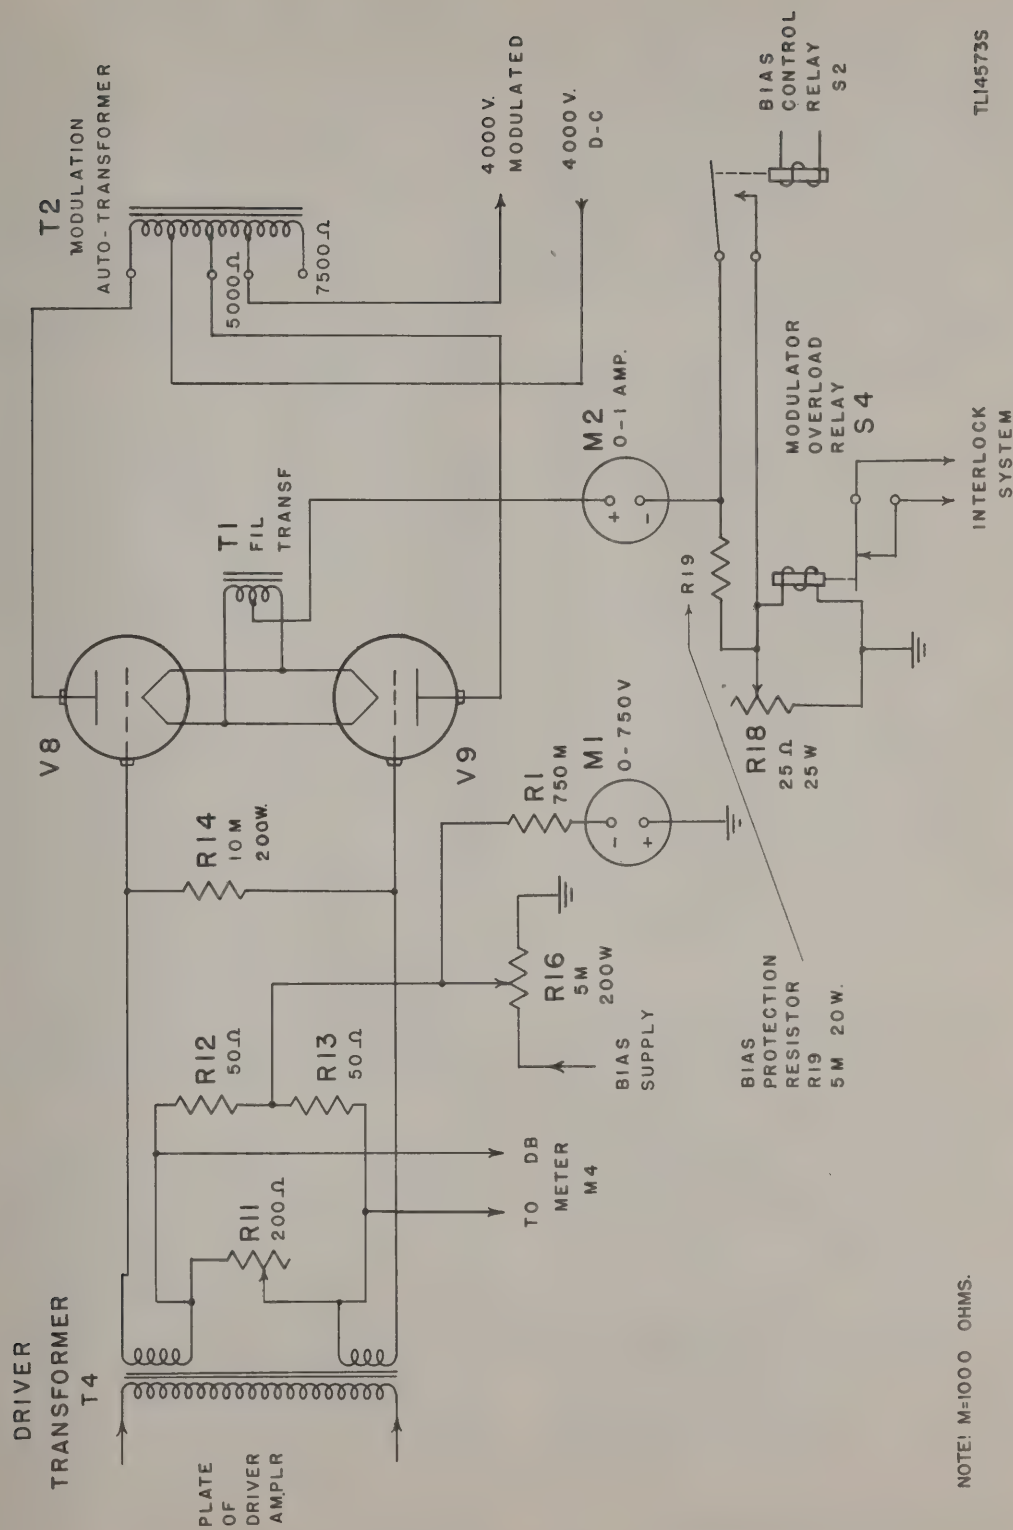 DRIVER
TRANSFORMER
T4
PLATE
OF
DRIVER
AMPLR
R11
200Ω
R12
50Ω
R13
50Ω
TO DB
METER
M4
R14
10M
200W.
V8
V9
T1
FIL
TRANSF
T2
MODULATION
AUTO-TRANSFORMER
5000Ω
7500Ω
4000V.
MODULATED
4000V.
D-C
BIAS
SUPPLY
R16
5M
200W
R1
750M
M1
0-750V
-
+
M2
0-1 AMP.
+
-
BIAS
PROTECTION
RESISTOR
R19
5M 20W.
R19
R18
25Ω
25W
MODULATOR
OVERLOAD
RELAY
S4
INTERLOCK
SYSTEM
BIAS
CONTROL
RELAY
S2
NOTE! M=1000 OHMS.
TL14573S